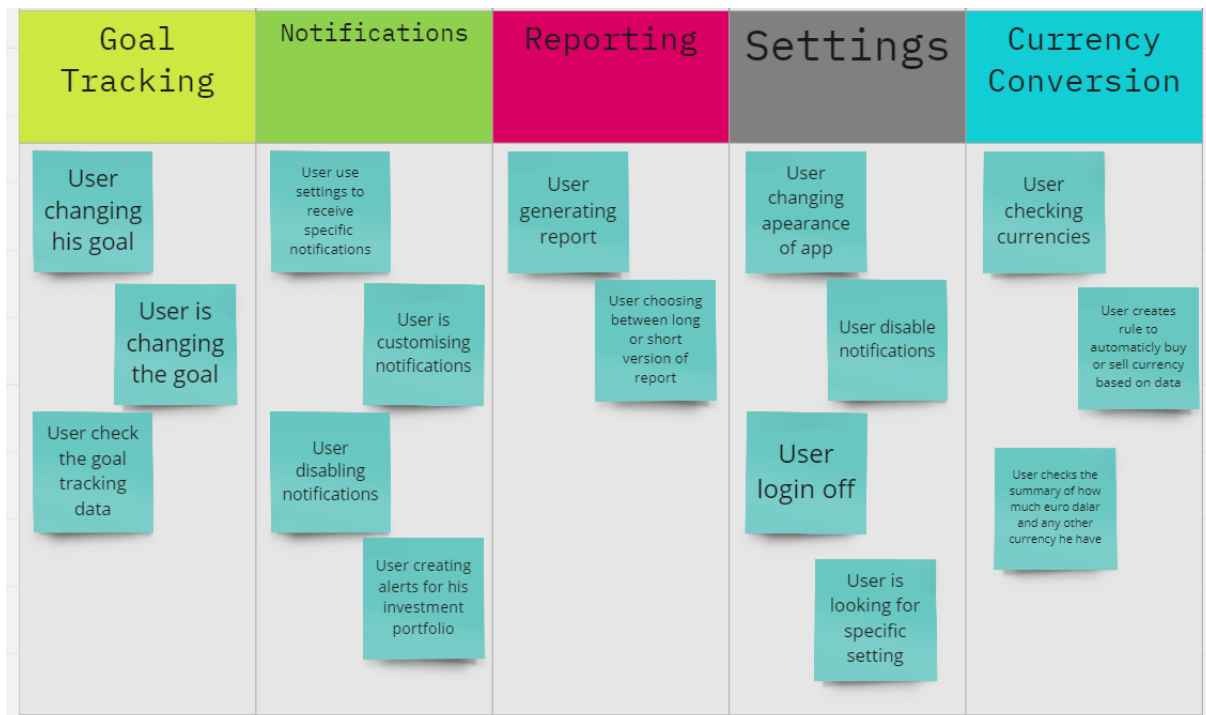 Goal
Tracking
Notifications
Reporting
Settings
Currency
Conversion
User
changing
his goal
User is
changing
the goal
User check
the goal
tracking
data
User use
settings to
receive
specific
notifications
User is
customising
notifications
User
disabling
notifications
User creating
alerts for his
investment
portfolio
User
generating
report
User choosing
between long
or short
version of
report
User
changing
apearance
of app
User disable
notifications
User
login off
User is
looking for
specific
setting
User
checking
currencies
User creates
rule to
automaticly buy
or sell currency
based on data
User checks the
summary of how
much euro dalar
and any other
currency he have